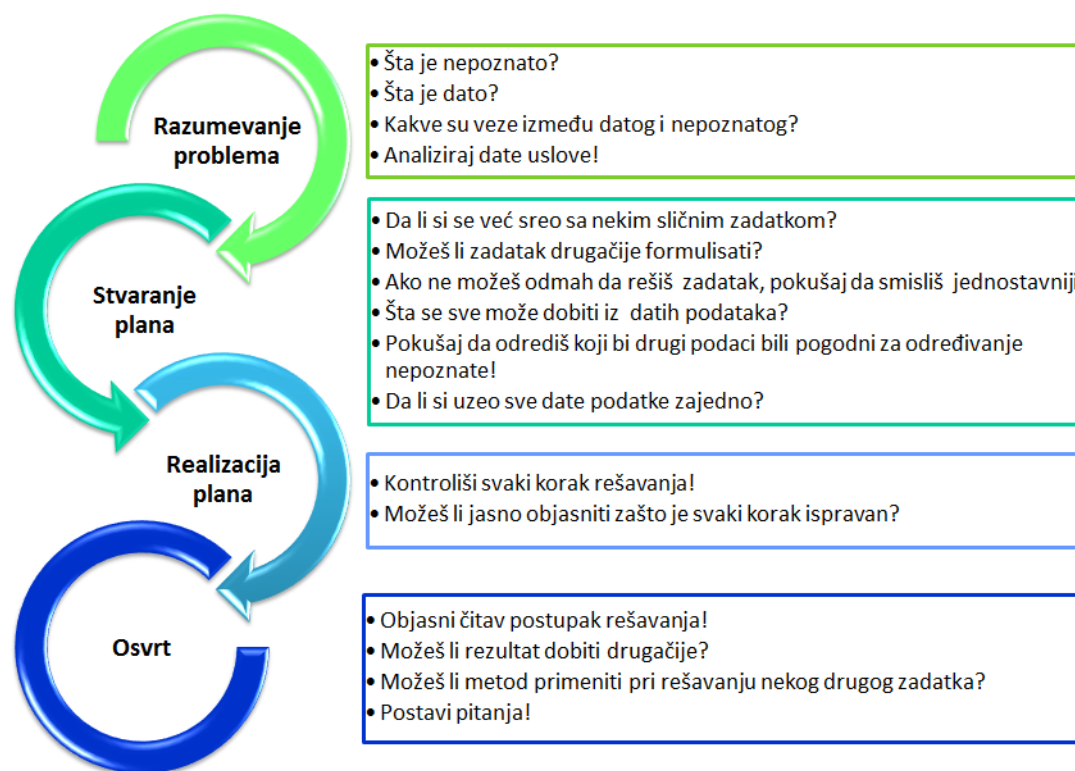 Razumevanje
problema
• Šta je nepoznato?
• Šta je dato?
• Kakve su veze između datog i nepoznatog?
• Analiziraj date uslove!
Stvaranje
plana
• Da li si se već sreo sa nekim sličnim zadatkom?
• Možeš li zadatak drugačije formulisati?
• Ako ne možeš odmah da rešiš zadatak, pokušaj da smisliš jednostavniji
• Šta se sve može dobiti iz datih podataka?
• Pokušaj da odrediš koji bi drugi podaci bili pogodni za određivanje
nepoznate!
• Da li si uzeo sve date podatke zajedno?
Realizacija
plana
• Kontroliši svaki korak rešavanja!
• Možeš li jasno objasniti zašto je svaki korak ispravan?
Osvrt
• Objasni čitav postupak rešavanja!
• Možeš li rezultat dobiti drugačije?
• Možeš li metod primeniti pri rešavanju nekog drugog zadatka?
• Postavi pitanja!